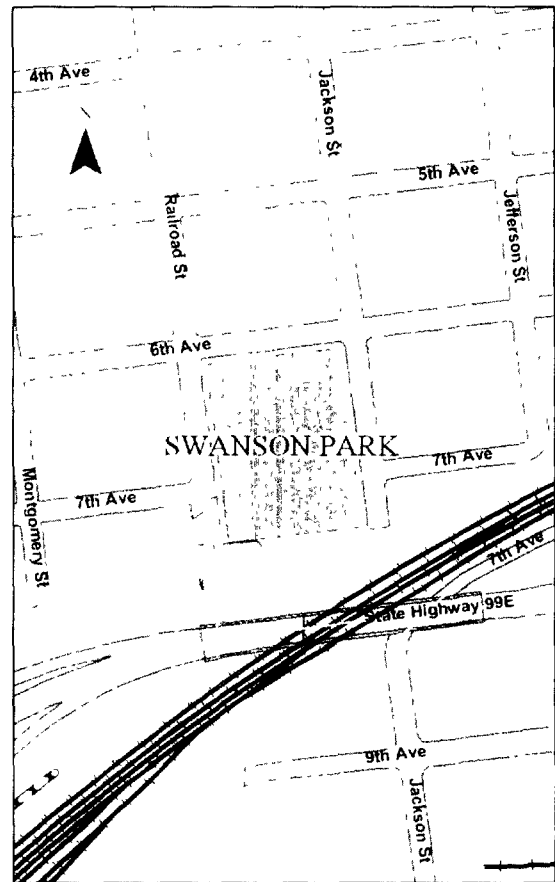 4th Ave
Jackson St
5th Ave
Railroad St
Jefferson St
6th Ave
SWANSON PARK
7th Ave
Montgomery St
7th Ave
7th Ave
State Highway 99E
9th Ave
Jackson St